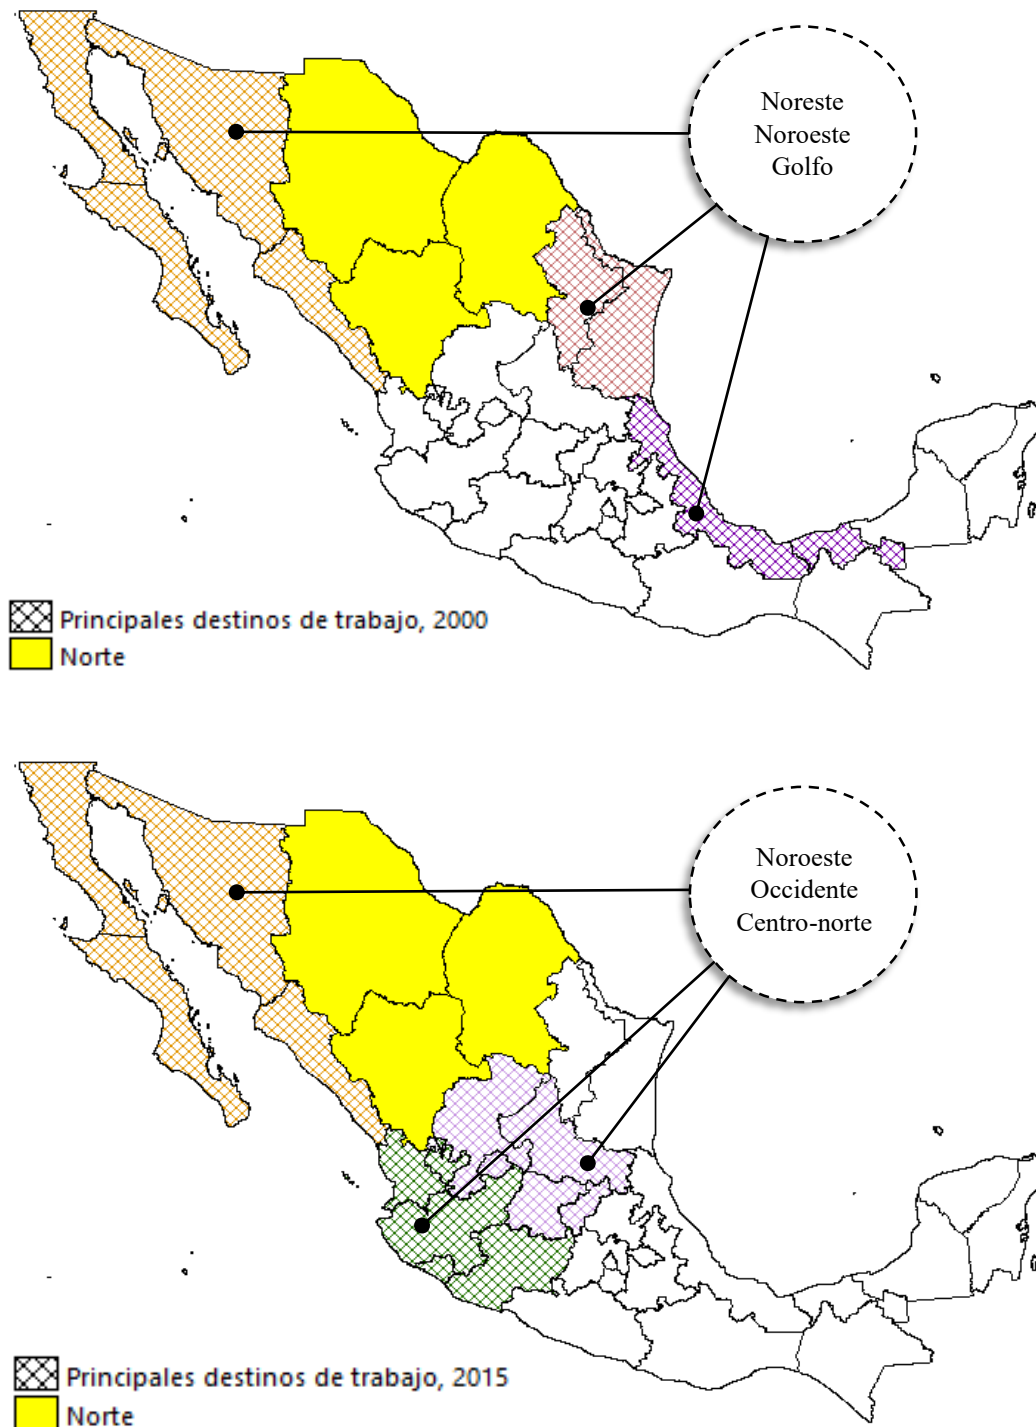 Noreste
Noroeste
Golfo
Principales destinos de trabajo, 2000
Norte
Noroeste
Occidente
Centro-norte
Principales destinos de trabajo, 2015
Norte